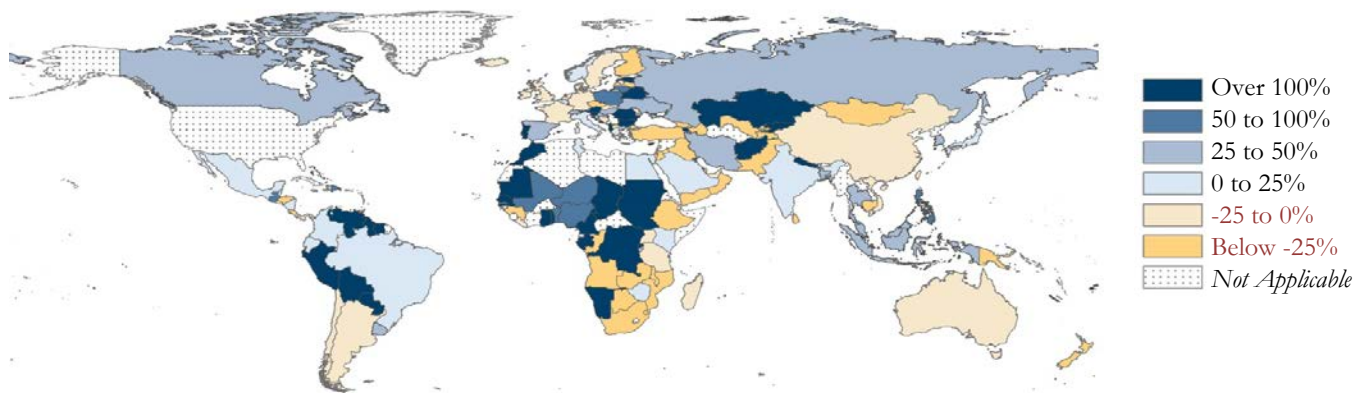 Over 100%
50 to 100%
25 to 50%
0 to 25%
-25 to 0%
Below -25%
Not Applicable